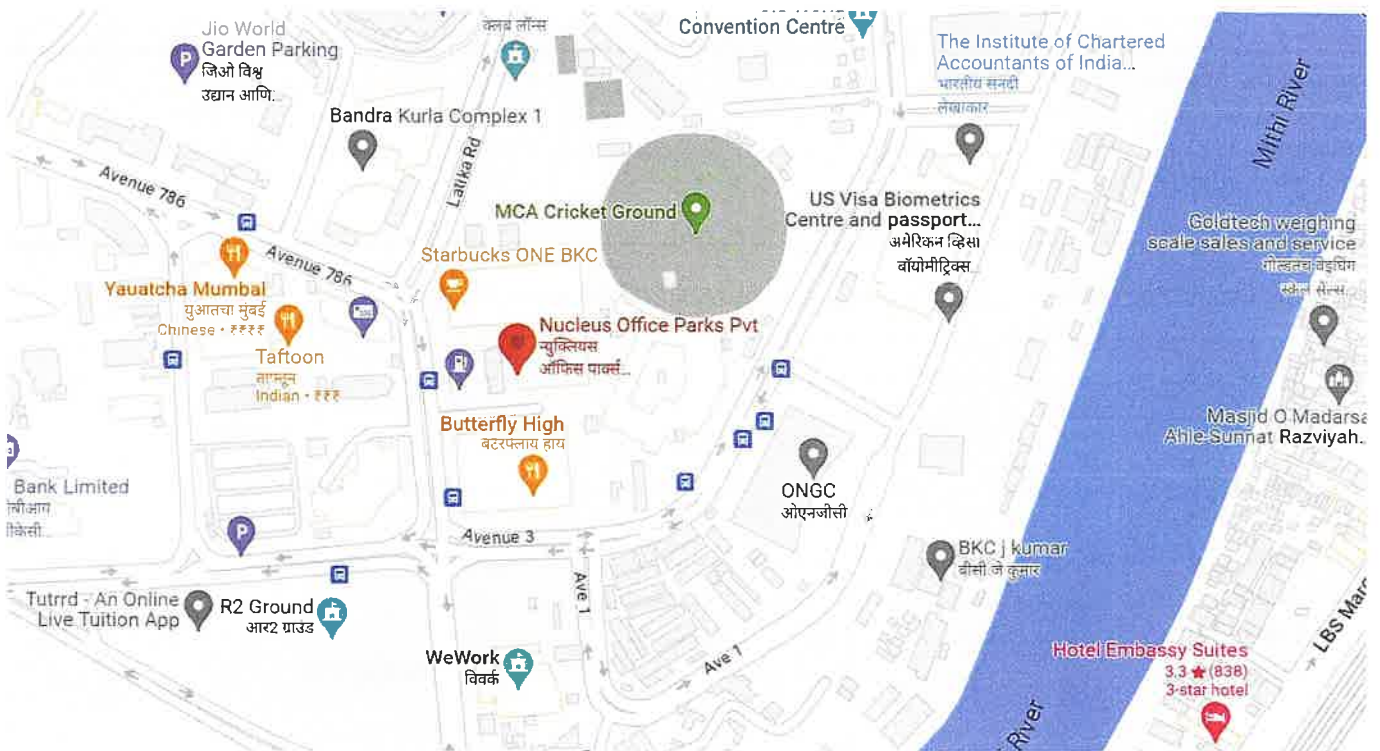 Jio World
Garden Parking
जिओ विश्व
उद्यान आणि...
क्लब लॉन्स
Convention Centre
The Institute of Chartered
Accountants of India...
भारतीय सनदी
लेखाकार
Mithi River
Bandra Kurla Complex 1
Latika Rd
Avenue 786
MCA Cricket Ground
US Visa Biometrics
Centre and passport...
अमेरिकन व्हिसा
बॉयोमीट्रिक्स...
Goldtech weighing
scale sales and service
Starbucks ONE BKC
Avenue 786
Yauatcha Mumbai
युआतचा मुंबई
Chinese • ₹₹₹₹
Taftoon
ताफ्तून
Indian • ₹₹₹
Nucleus Office Parks Pvt
न्युक्लियस
ऑफिस पार्क्स...
Butterfly High
बटरफ्लाय हाय
Masjid O Madarsa
Ahle Sunnat Razviyah...
Bank Limited
ONGC
ओएनजीसी
Avenue 3
BKC j kumar
बीसी जे कुमार
Tutrrd - An Online
Live Tuition App
R2 Ground
आर2 ग्राउंड
Ave 1
WeWork
विवर्क
Ave 1
Hotel Embassy Suites
3.3 ★ (838)
3-star hotel
LBS Marg
River